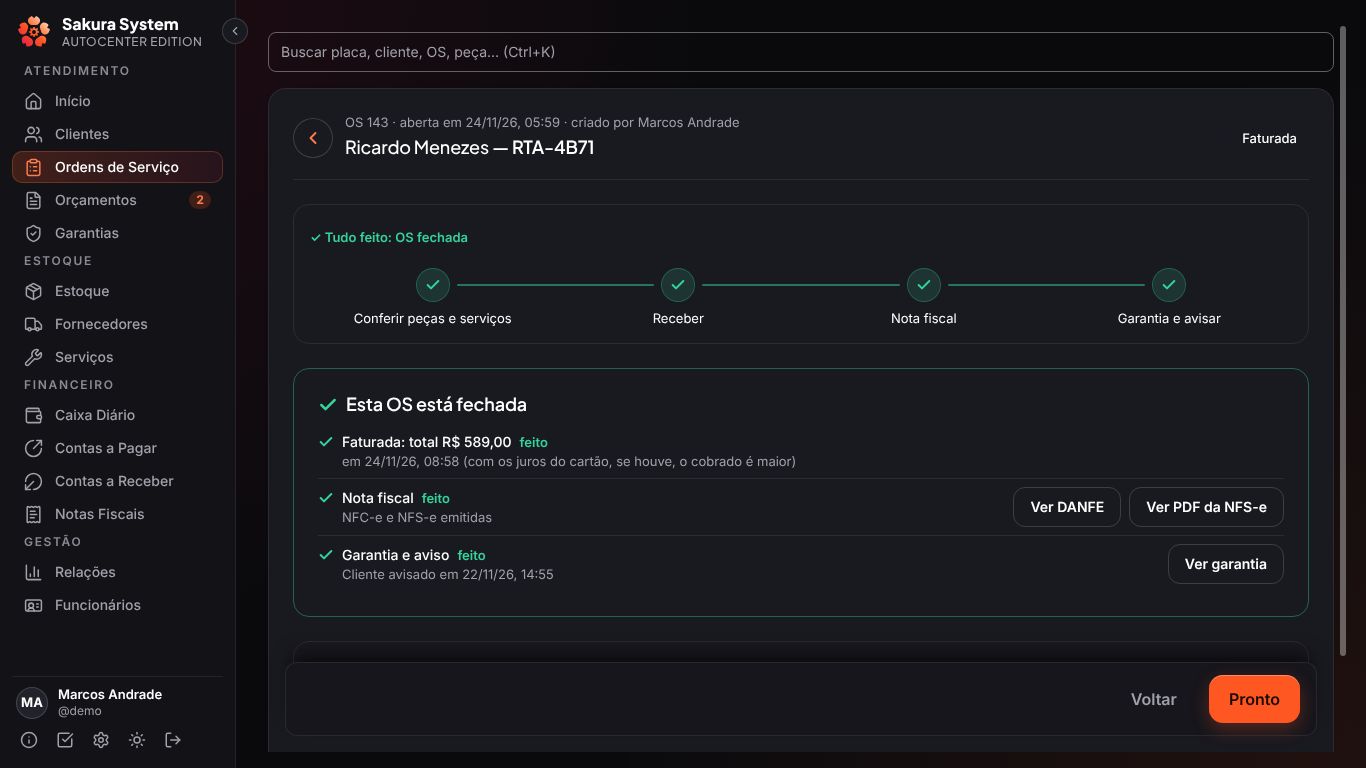 Sakura System
AUTOCENTER EDITION
ATENDIMENTO
Início
Clientes
Ordens de Serviço
Orçamentos 2
Garantias
ESTOQUE
Estoque
Fornecedores
Serviços
FINANCEIRO
Caixa Diário
Contas a Pagar
Contas a Receber
Notas Fiscais
GESTÃO
Relações
Funcionários
MA
Marcos Andrade
@demo
Buscar placa, cliente, OS, peça... (Ctrl+K)
OS 143 · aberta em 24/11/26, 05:59 · criado por Marcos Andrade
Ricardo Menezes — RTA-4B71
Faturada
Tudo feito: OS fechada
Conferir peças e serviços
Receber
Nota fiscal
Garantia e avisar
Esta OS está fechada
Faturada: total R$ 589,00 feito
em 24/11/26, 08:58 (com os juros do cartão, se houve, o cobrado é maior)
Nota fiscal feito
NFC-e e NFS-e emitidas
Ver DANFE
Ver PDF da NFS-e
Garantia e aviso feito
Cliente avisado em 22/11/26, 14:55
Ver garantia
Voltar
Pronto